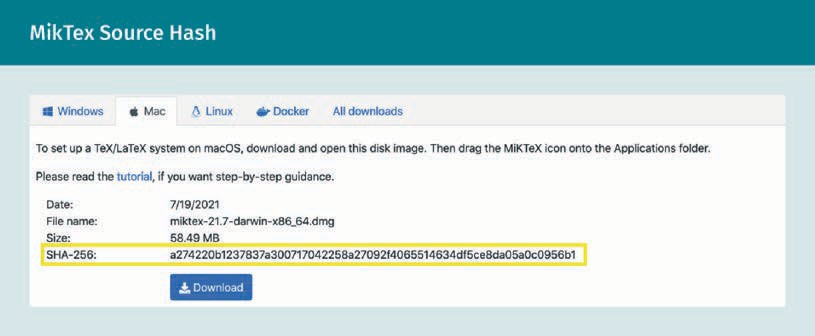 MikTex Source Hash
Windows Mac Linux Docker All downloads
To set up a TeX/LaTeX system on macOS, download and open this disk image. Then drag the MiKTeX icon onto the Applications folder.
Please read the tutorial, if you want step-by-step guidance.
Date: 7/19/2021
File name: miktex-21.7-darwin-x86_64.dmg
Size: 58.49 MB
SHA-256: a274220b1237837a300717042258a27092f4065514634df5ce8da05a0c0956b1
Download